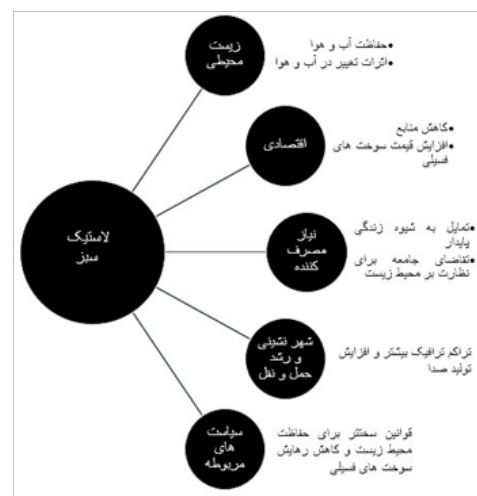 زیست
محیطی
•حفاظت آب و هوا
•اثرات تغییر در آب و هوا
اقتصادی
•کاهش منابع
•افزایش قیمت سوخت های
فسیلی
لاستیک
سبز
نیاز
مصرف
کننده
•تمایل به شیوه زندگی
پایدار
•تقاضای جامعه برای
نظارت بر محیط زیست
شهر نشینی
و رشد
حمل و نقل
تراکم ترافیک بیشتر و افزایش
تولید صدا
سیاست
های
مربوطه
قوانین سختتر برای حفاظت
محیط زیست و کاهش رهایش
سوخت های فسیلی